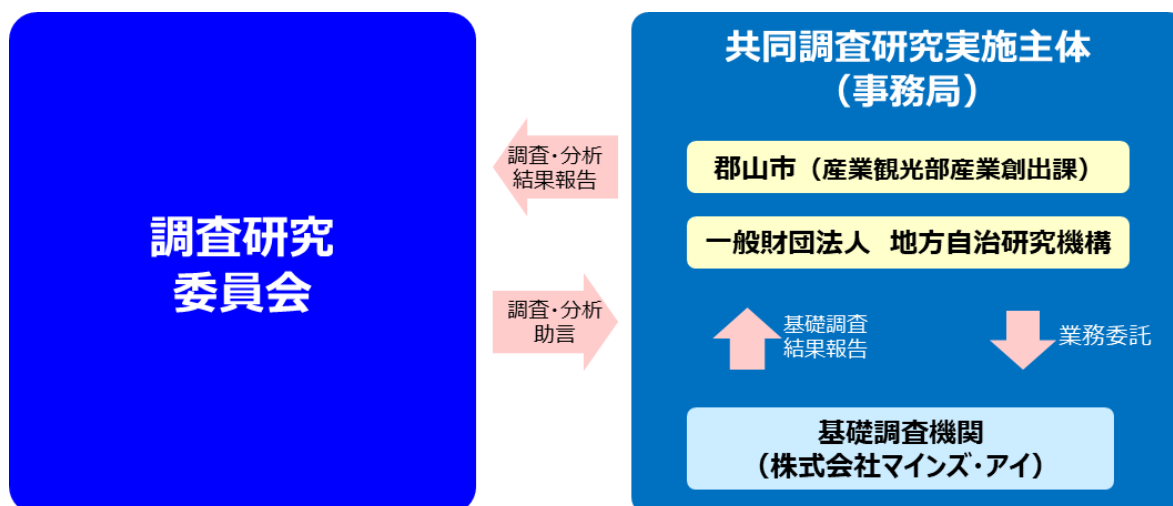 調査研究
委員会
調査・分析
結果報告
調査・分析
助言
共同調査研究実施主体
（事務局）
郡山市（産業観光部産業創出課）
一般財団法人 地方自治研究機構
基礎調査
結果報告
業務委託
基礎調査機関
（株式会社マインズ・アイ）